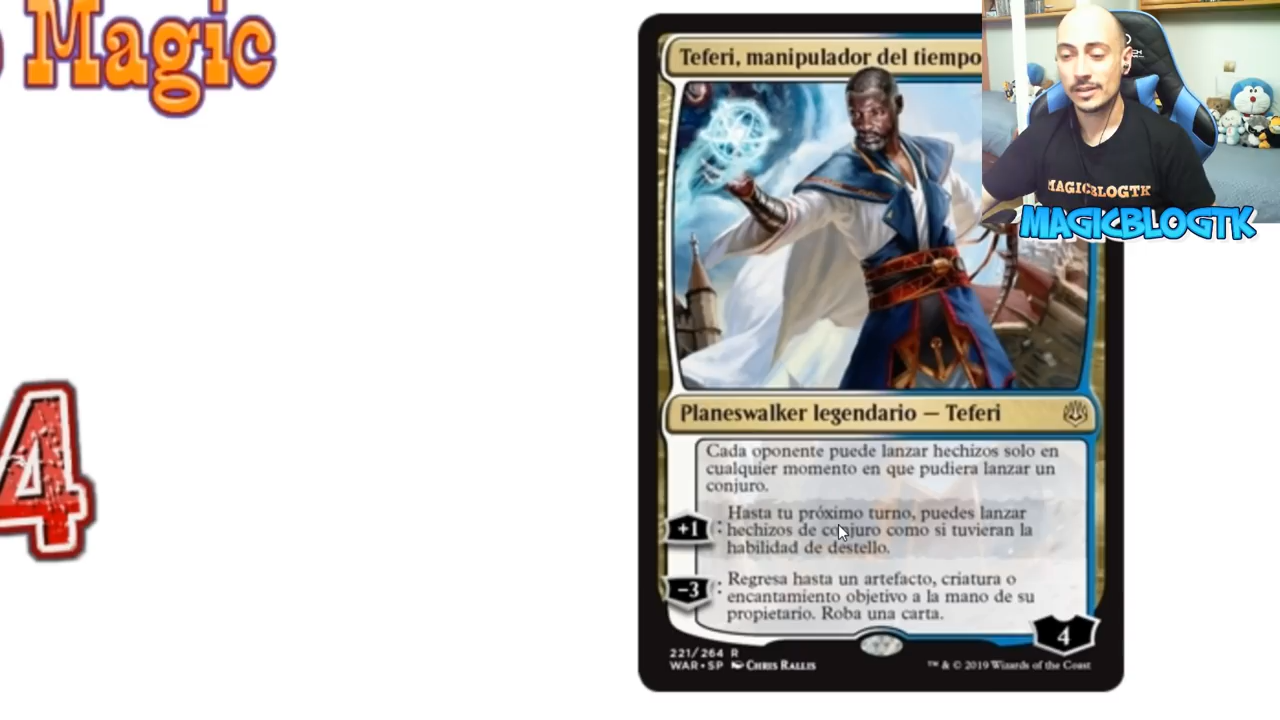 Magic
4
Teferi, manipulador del tiempo
MAGICBLOGTK
MAGICBLOGTK
Planeswalker legendario — Teferi
Cada oponente puede lanzar hechizos solo en
cualquier momento en que pudiera lanzar un
conjuro.
+1 : Hasta tu próximo turno, puedes lanzar
hechizos de conjuro como si tuvieran la
habilidad de destello.
−3 : Regresa hasta un artefacto, criatura o
encantamiento objetivo a la mano de su
propietario. Roba una carta.
4
221/264 R
WAR • SP Chris Rallis
™ & © 2019 Wizards of the Coast